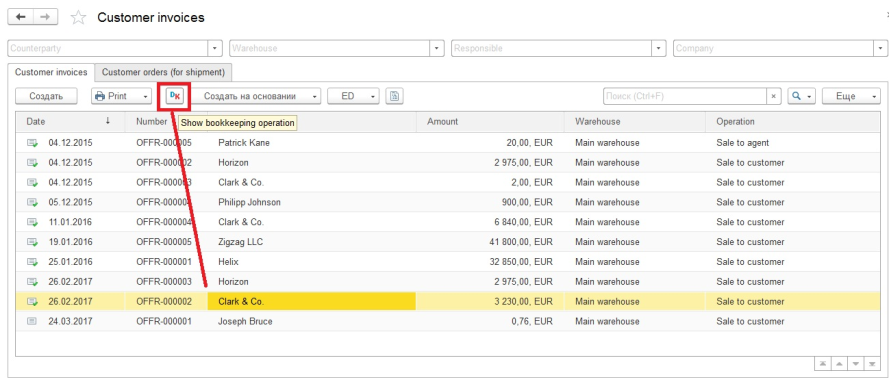 Customer invoices
Counterparty Warehouse Responsible Company
Customer invoices Customer orders (for shipment)
Создать Print Dк Создать на основании ED Поиск (Ctrl+F) × Еще
Date ↓ Number Show bookkeeping operation Amount Warehouse Operation
04.12.2015 OFFR-000005 Patrick Kane 20,00, EUR Main warehouse Sale to agent
04.12.2015 OFFR-000002 Horizon 2 975,00, EUR Main warehouse Sale to customer
04.12.2015 OFFR-000003 Clark & Co. 2,00, EUR Main warehouse Sale to customer
05.12.2015 OFFR-000004 Philipp Johnson 900,00, EUR Main warehouse Sale to customer
11.01.2016 OFFR-000004 Clark & Co. 6 840,00, EUR Main warehouse Sale to customer
19.01.2016 OFFR-000005 Zigzag LLC 41 800,00, EUR Main warehouse Sale to customer
25.01.2016 OFFR-000001 Helix 32 850,00, EUR Main warehouse Sale to customer
26.02.2017 OFFR-000003 Horizon 2 975,00, EUR Main warehouse Sale to customer
26.02.2017 OFFR-000002 Clark & Co. 3 230,00, EUR Main warehouse Sale to customer
24.03.2017 OFFR-000001 Joseph Bruce 0,76, EUR Main warehouse Sale to customer